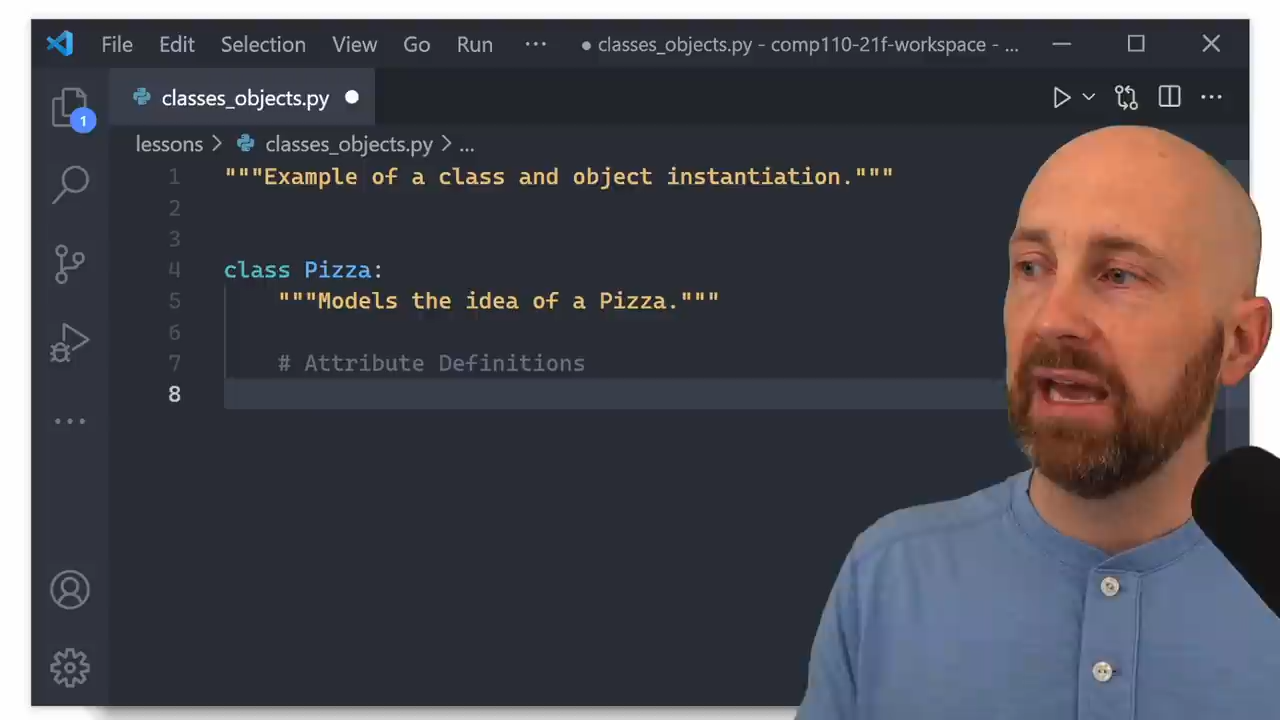 File Edit Selection View Go Run ··· ● classes_objects.py - comp110-21f-workspace - ...
classes_objects.py
1
lessons > classes_objects.py > ...
1 """Example of a class and object instantiation."""
2
3
4 class Pizza:
5 """Models the idea of a Pizza."""
6
7 # Attribute Definitions
8